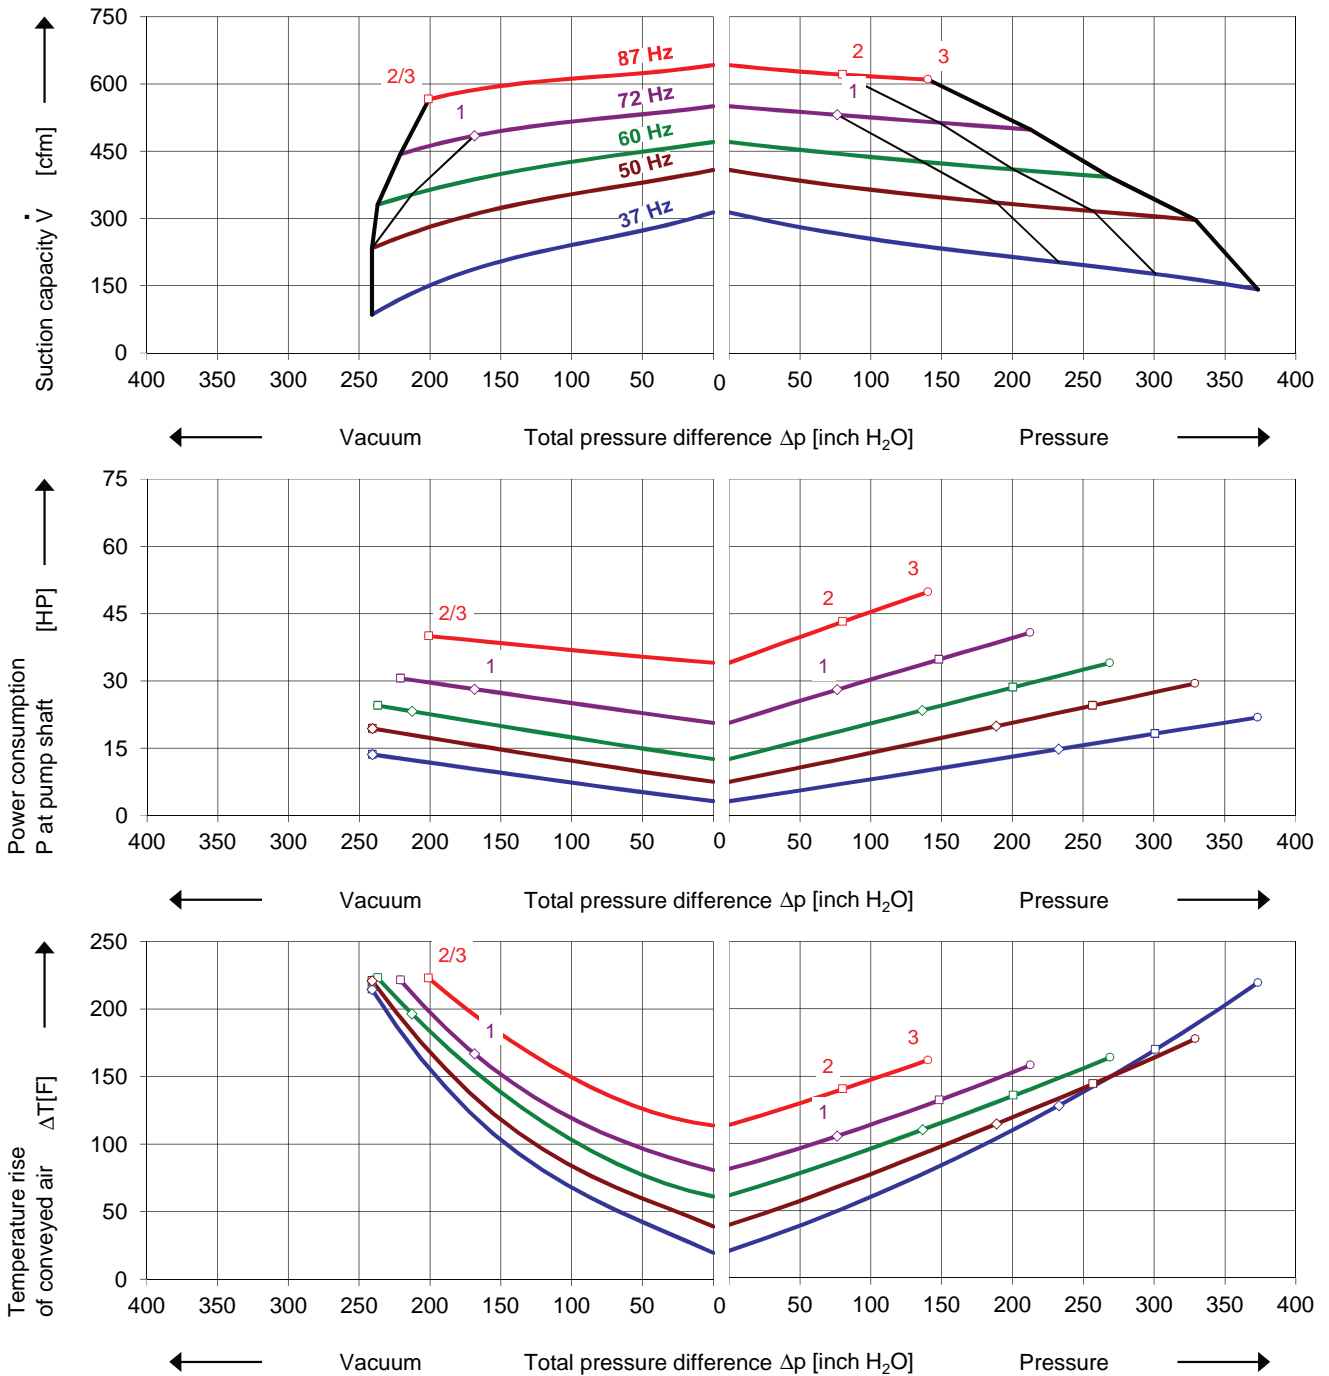 750
600
450
300
150
0
Suction capacity V̇ [cfm]
87 Hz
72 Hz
60 Hz
50 Hz
37 Hz
2/3
1
2
1
3
400 350 300 250 200 150 100 50 0 50 100 150 200 250 300 350 400
Vacuum Total pressure difference Δp [inch H₂O] Pressure
75
60
45
30
15
0
Power consumption [HP]
P at pump shaft
2/3
1
3
2
1
400 350 300 250 200 150 100 50 0 50 100 150 200 250 300 350 400
Vacuum Total pressure difference Δp [inch H₂O] Pressure
250
200
150
100
50
0
Temperature rise
of conveyed air ΔT[F]
2/3
1
3
2
1
400 350 300 250 200 150 100 50 0 50 100 150 200 250 300 350 400
Vacuum Total pressure difference Δp [inch H₂O] Pressure